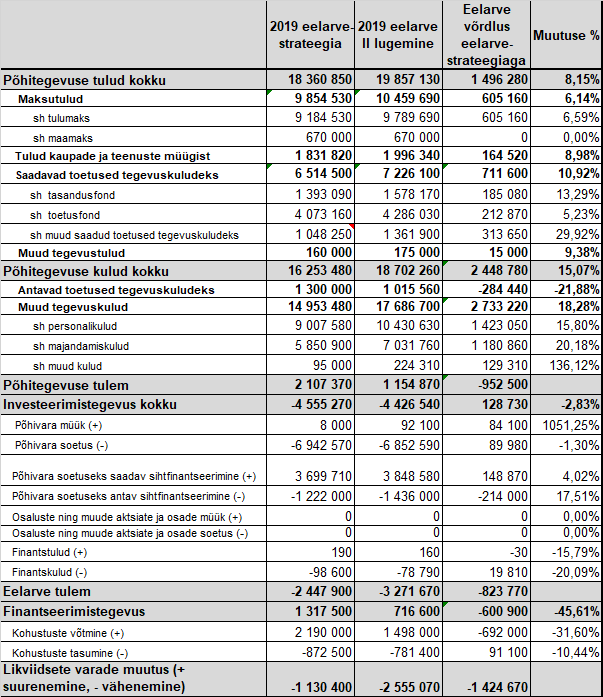 2019 eelarve-strateegia 2019 eelarve II lugemine Eelarve võrdlus eelarve-strateegiaga Muutuse %
Põhitegevuse tulud kokku 18 360 850 19 857 130 1 496 280 8,15%
Maksutulud 9 854 530 10 459 690 605 160 6,14%
sh tulumaks 9 184 530 9 789 690 605 160 6,59%
sh maamaks 670 000 670 000 0 0,00%
Tulud kaupade ja teenuste müügist 1 831 820 1 996 340 164 520 8,98%
Saadavad toetused tegevuskuludeks 6 514 500 7 226 100 711 600 10,92%
sh tasandusfond 1 393 090 1 578 170 185 080 13,29%
sh toetusfond 4 073 160 4 286 030 212 870 5,23%
sh muud saadud toetused tegevuskuludeks 1 048 250 1 361 900 313 650 29,92%
Muud tegevustulud 160 000 175 000 15 000 9,38%
Põhitegevuse kulud kokku 16 253 480 18 702 260 2 448 780 15,07%
Antavad toetused tegevuskuludeks 1 300 000 1 015 560 -284 440 -21,88%
Muud tegevuskulud 14 953 480 17 686 700 2 733 220 18,28%
sh personalikulud 9 007 580 10 430 630 1 423 050 15,80%
sh majandamiskulud 5 850 900 7 031 760 1 180 860 20,18%
sh muud kulud 95 000 224 310 129 310 136,12%
Põhitegevuse tulem 2 107 370 1 154 870 -952 500
Investeerimistegevus kokku -4 555 270 -4 426 540 128 730 -2,83%
Põhivara müük (+) 8 000 92 100 84 100 1051,25%
Põhivara soetus (-) -6 942 570 -6 852 590 89 980 -1,30%
Põhivara soetuseks saadav sihtfinantseerimine (+) 3 699 710 3 848 580 148 870 4,02%
Põhivara soetuseks antav sihtfinantseerimine (-) -1 222 000 -1 436 000 -214 000 17,51%
Osaluste ning muude aktsiate ja osade müük (+) 0 0 0 0,00%
Osaluste ning muude aktsiate ja osade soetus (-) 0 0 0 0,00%
Finantstulud (+) 190 160 -30 -15,79%
Finantskulud (-) -98 600 -78 790 19 810 -20,09%
Eelarve tulem -2 447 900 -3 271 670 -823 770
Finantseerimistegevus 1 317 500 716 600 -600 900 -45,61%
Kohustuste võtmine (+) 2 190 000 1 498 000 -692 000 -31,60%
Kohustuste tasumine (-) -872 500 -781 400 91 100 -10,44%
Likviidsete varade muutus (+
suurenemine, - vähenemine) -1 130 400 -2 555 070 -1 424 670